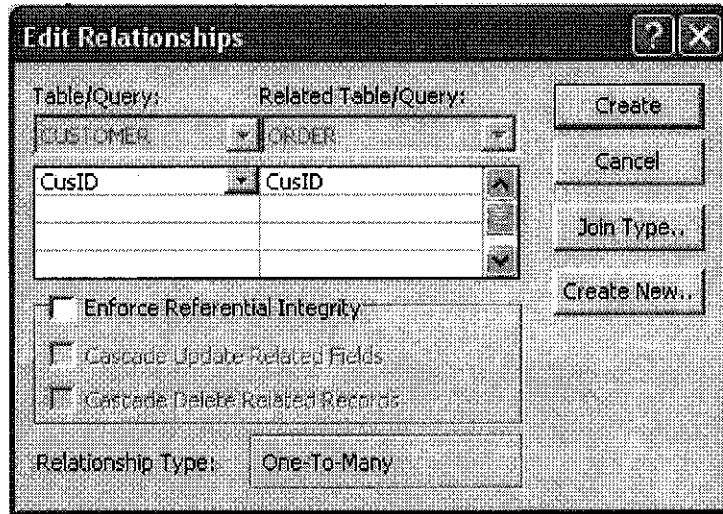 Edit Relationships
Table/Query: Related Table/Query:
CUSTOMER ORDER
CusID CusID
Enforce Referential Integrity
Cascade Update Related Fields
Cascade Delete Related Records
Relationship Type: One-To-Many
Create
Cancel
Join Type..
Create New..